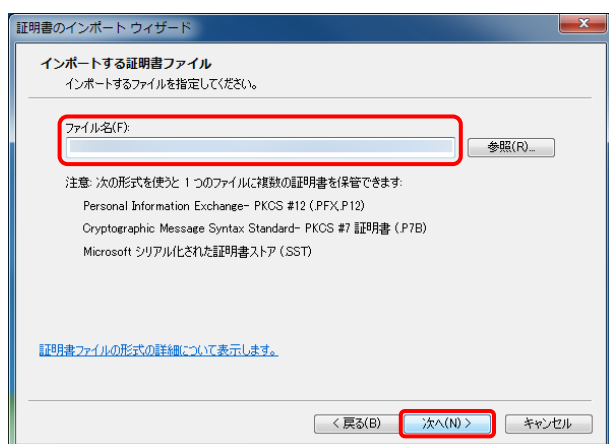 証明書のインポート ウィザード
インポートする証明書ファイル
インポートするファイルを指定してください。
ファイル名(F):
参照(R)...
注意: 次の形式を使うと 1 つのファイルに複数の証明書を保管できます:
Personal Information Exchange- PKCS #12 (.PFX,.P12)
Cryptographic Message Syntax Standard- PKCS #7 証明書 (.P7B)
Microsoft シリアル化された証明書ストア (.SST)
証明書ファイルの形式の詳細について表示します。
< 戻る(B)
次へ(N) >
キャンセル